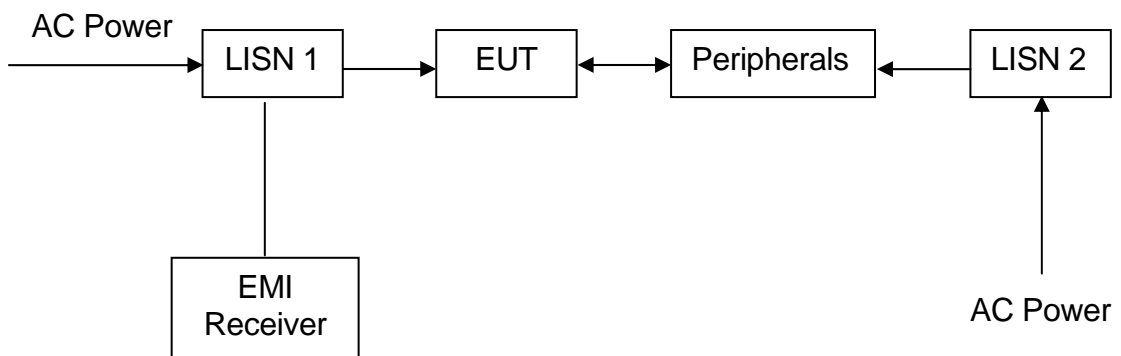 AC Power
LISN 1
EUT
Peripherals
LISN 2
EMI
Receiver
AC Power